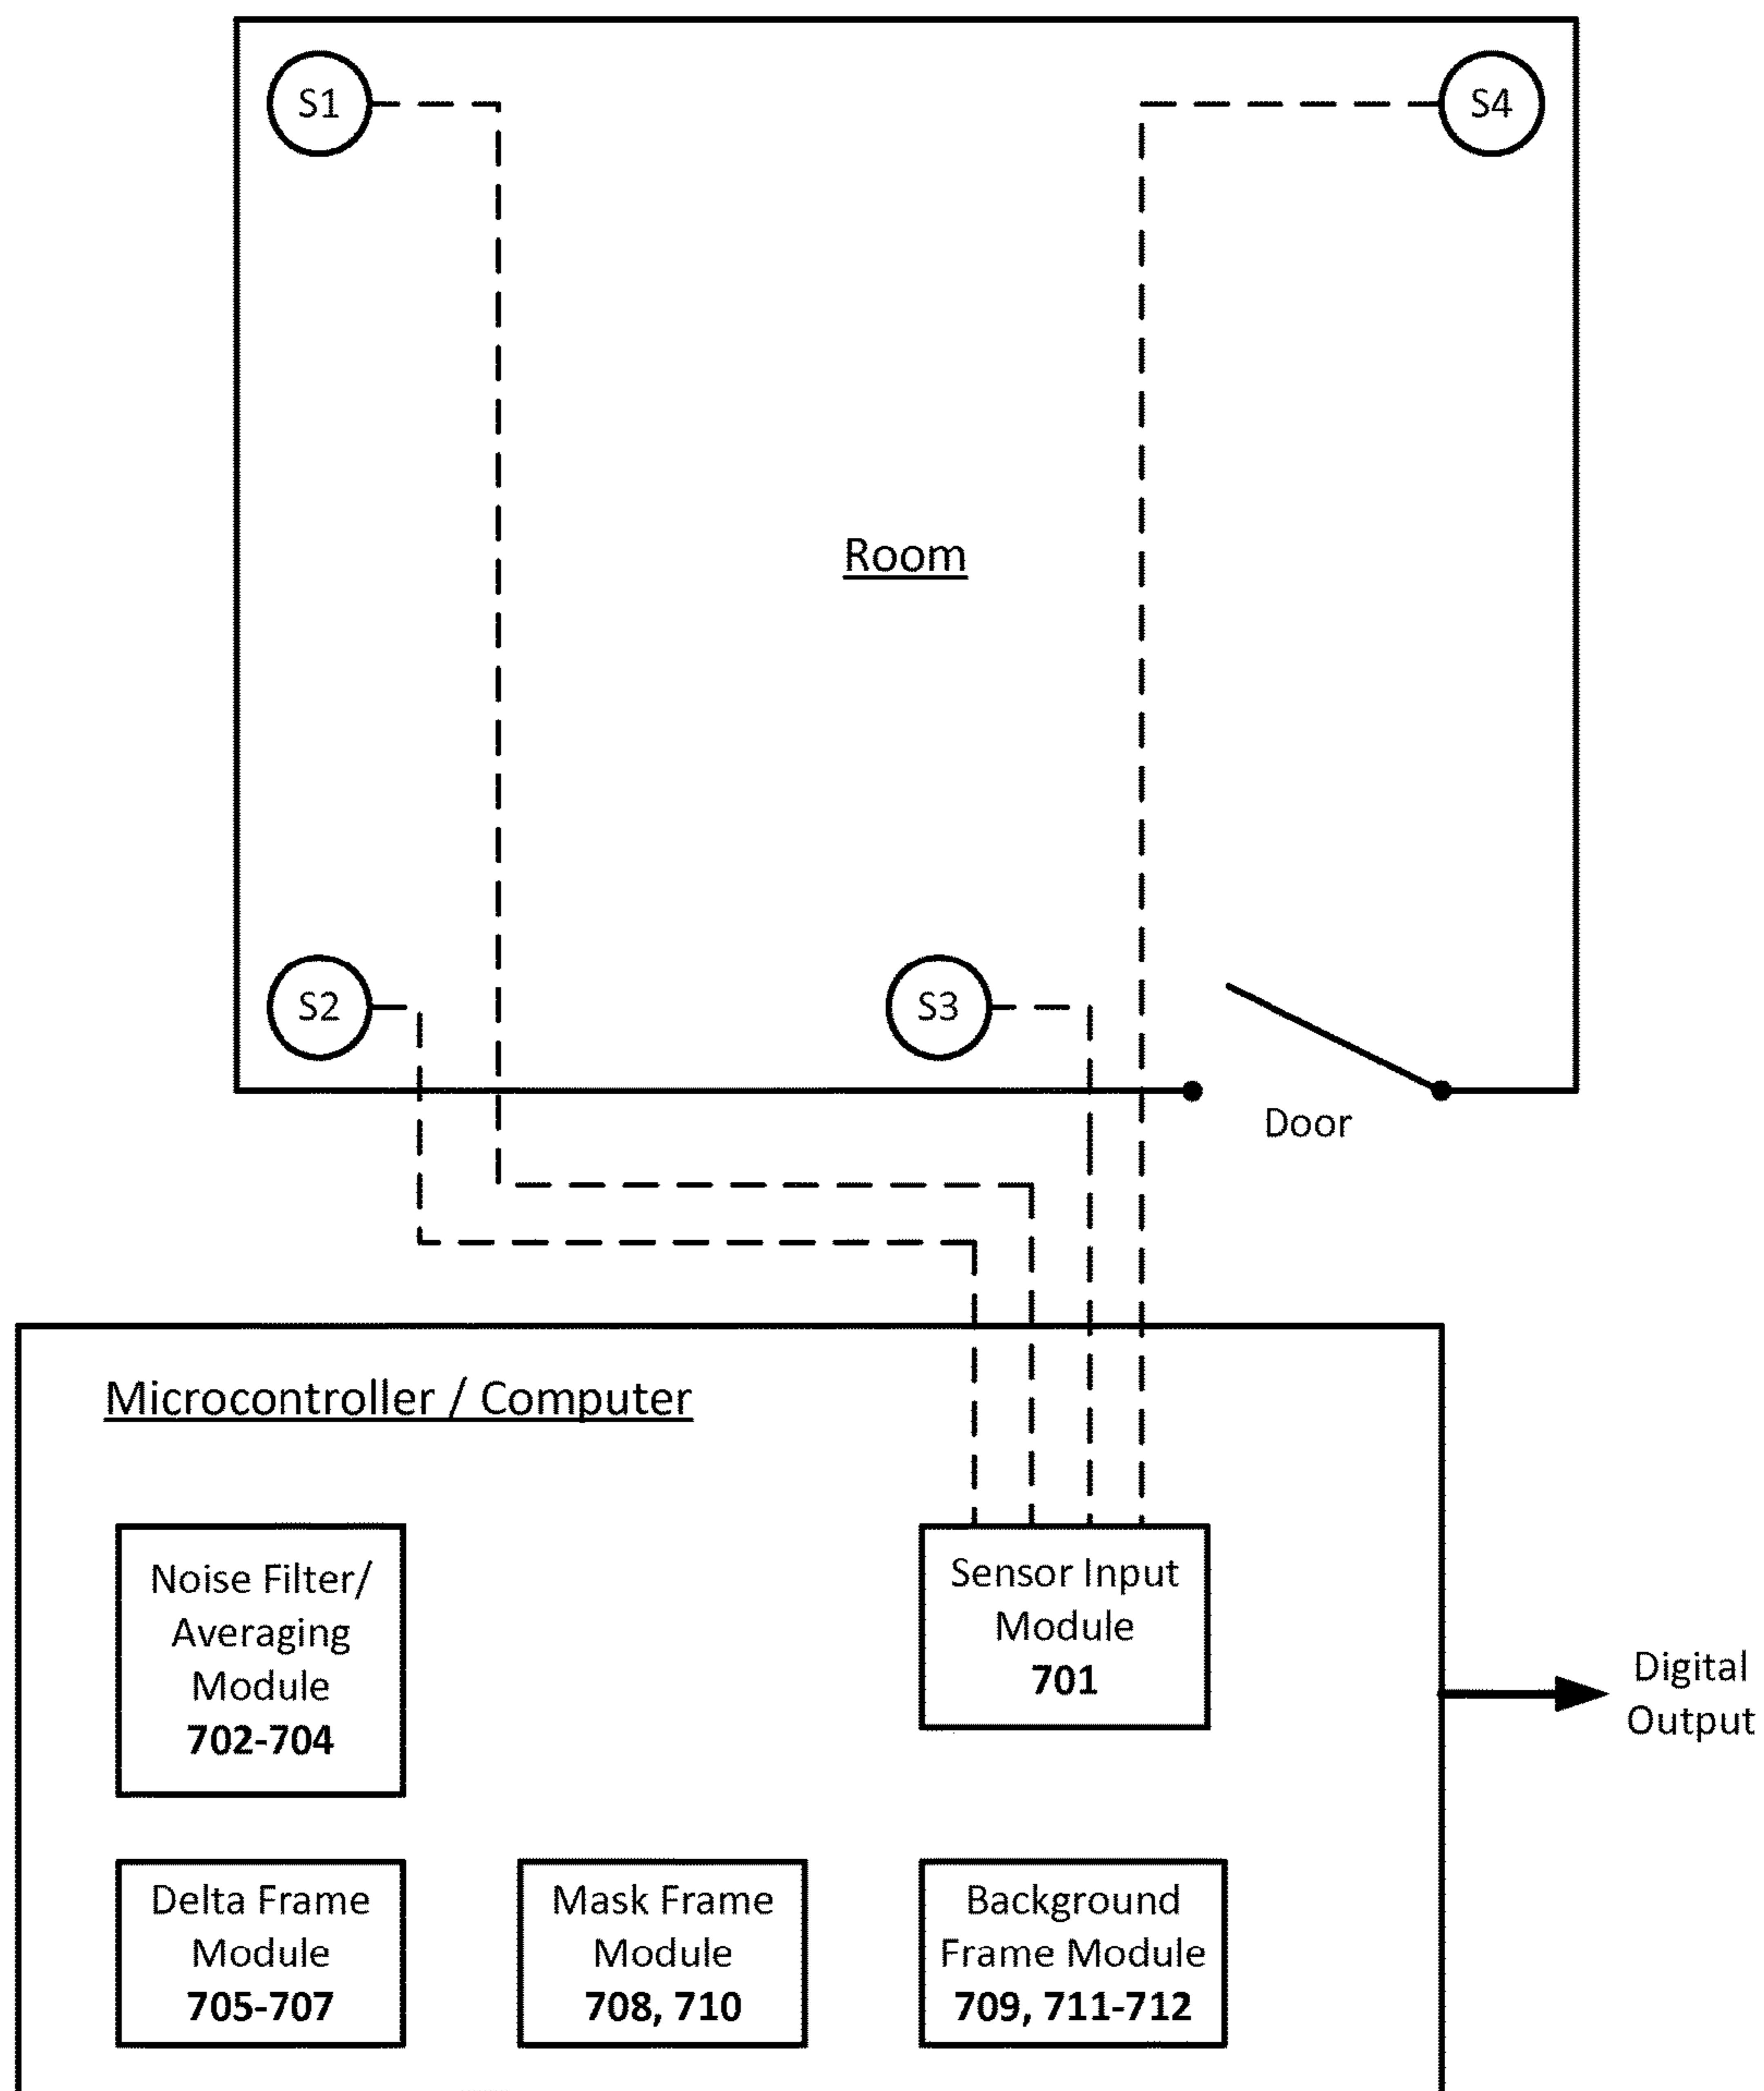 S1
S4
Room
S2
S3
Door
Microcontroller / Computer
Noise Filter/
Averaging
Module
702-704
Sensor Input
Module
701
Digital
Output
Delta Frame
Module
705-707
Mask Frame
Module
708, 710
Background
Frame Module
709, 711-712